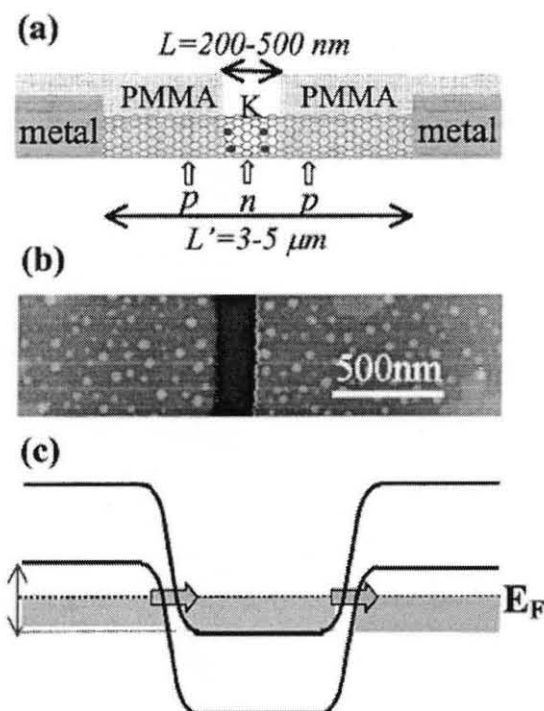 (a)
L=200-500 nm
PMMA K PMMA
metal metal
p n p
L'=3-5 μm
(b)
500nm
(c)
E_F